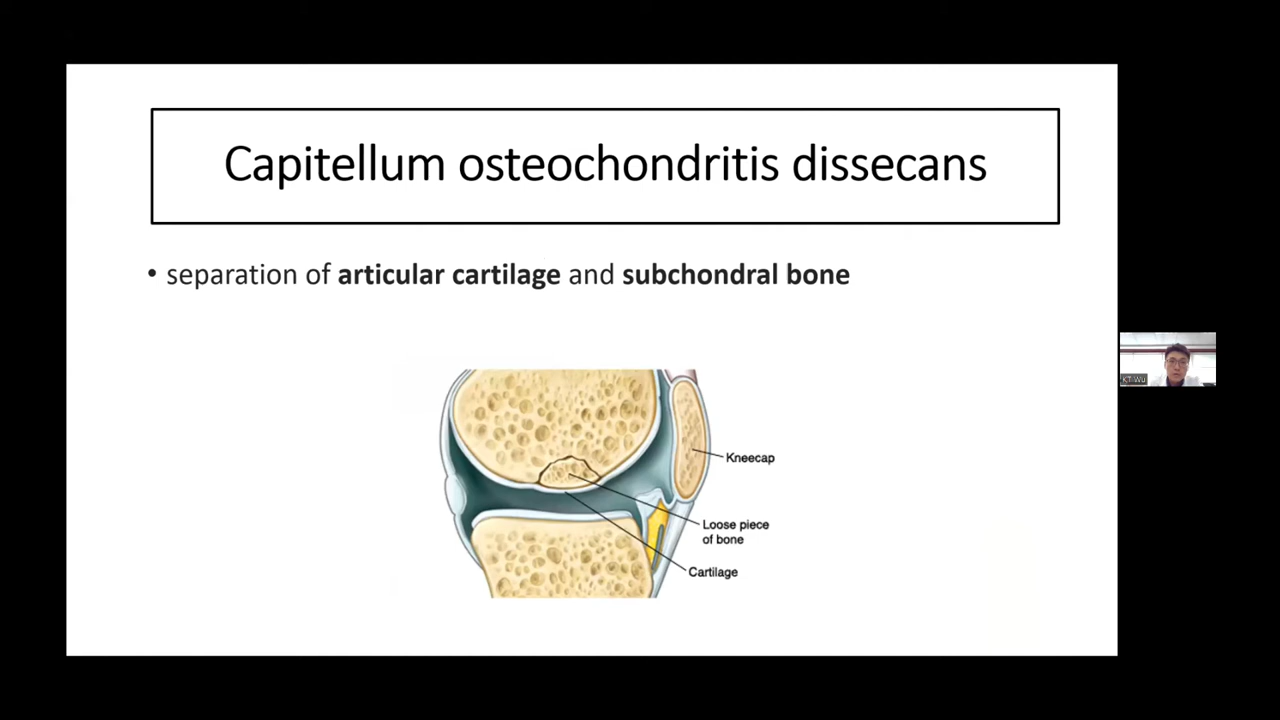 Capitellum osteochondritis dissecans
• separation of articular cartilage and subchondral bone
Kneecap
Loose piece
of bone
Cartilage
KT Wu